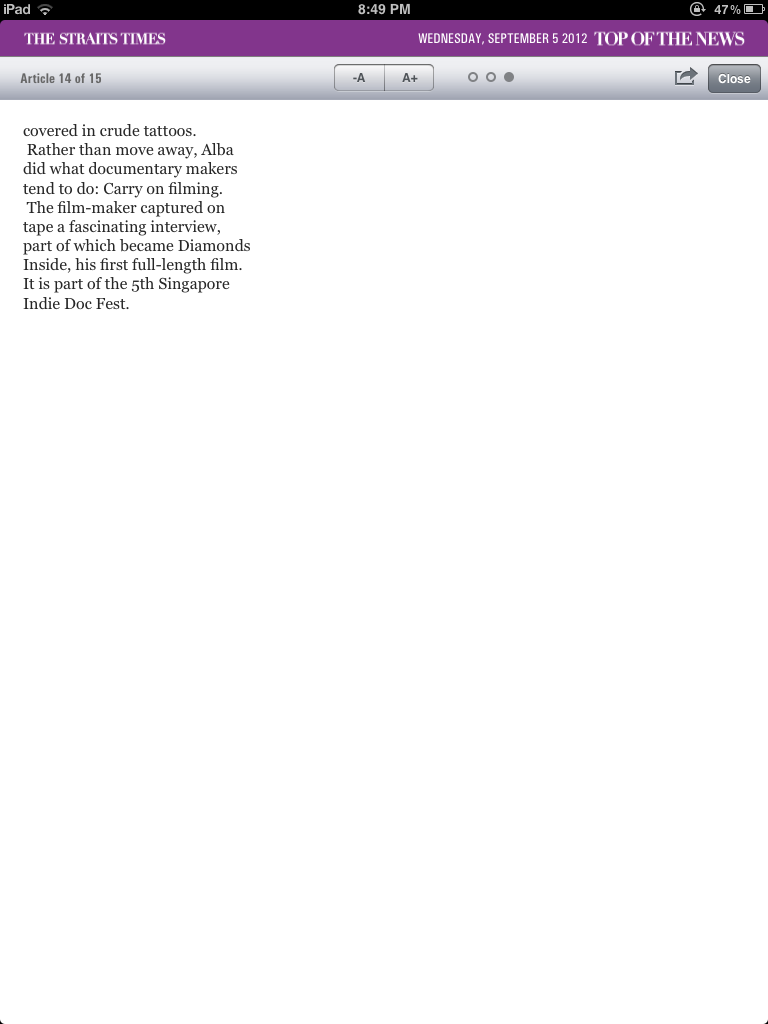 iPad 8:49 PM 47%
THE STRAITS TIMES WEDNESDAY, SEPTEMBER 5 2012 TOP OF THE NEWS
Article 14 of 15 -A A+ Close
covered in crude tattoos.
Rather than move away, Alba
did what documentary makers
tend to do: Carry on filming.
The film-maker captured on
tape a fascinating interview,
part of which became Diamonds
Inside, his first full-length film.
It is part of the 5th Singapore
Indie Doc Fest.